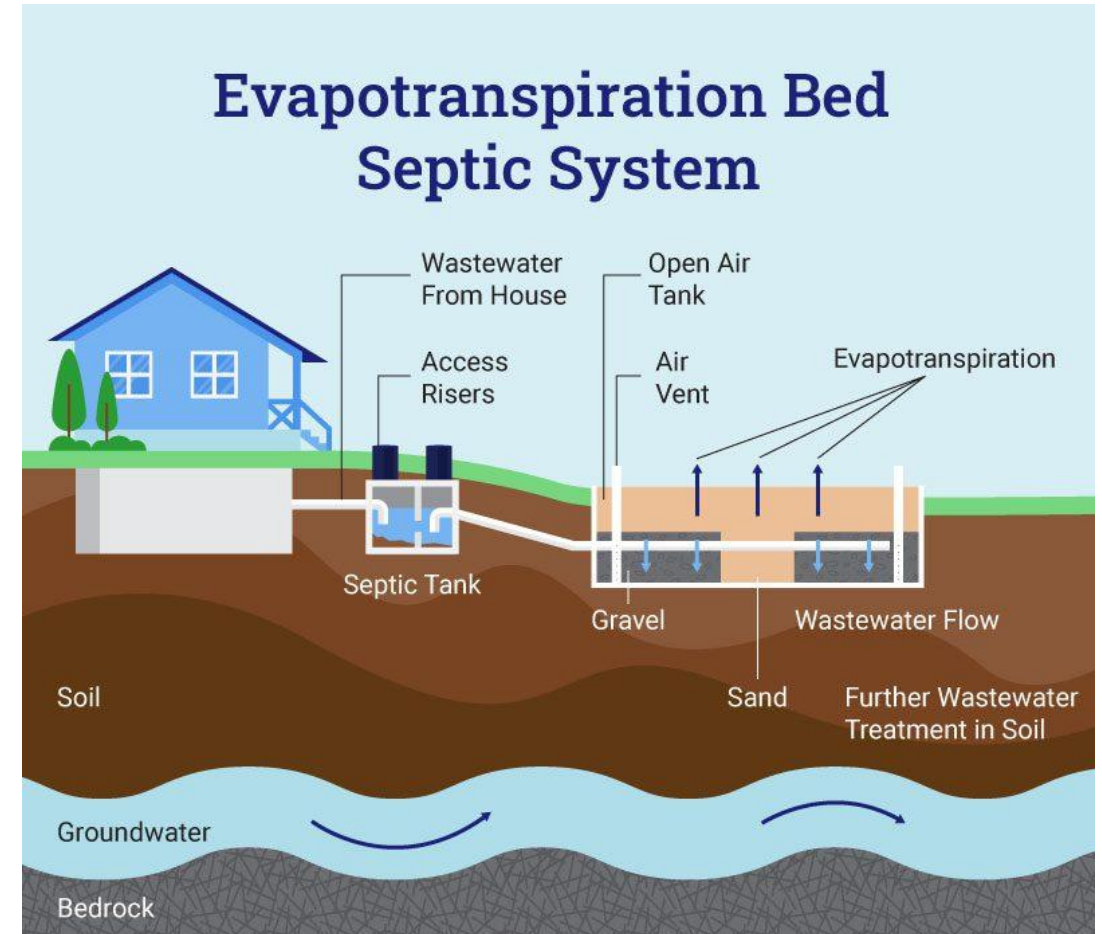 Evapotranspiration Bed
Septic System
Wastewater
From House
Open Air
Tank
Access
Risers
Air
Vent
Evapotranspiration
Septic Tank
Gravel
Wastewater Flow
Soil
Sand
Further Wastewater
Treatment in Soil
Groundwater
Bedrock